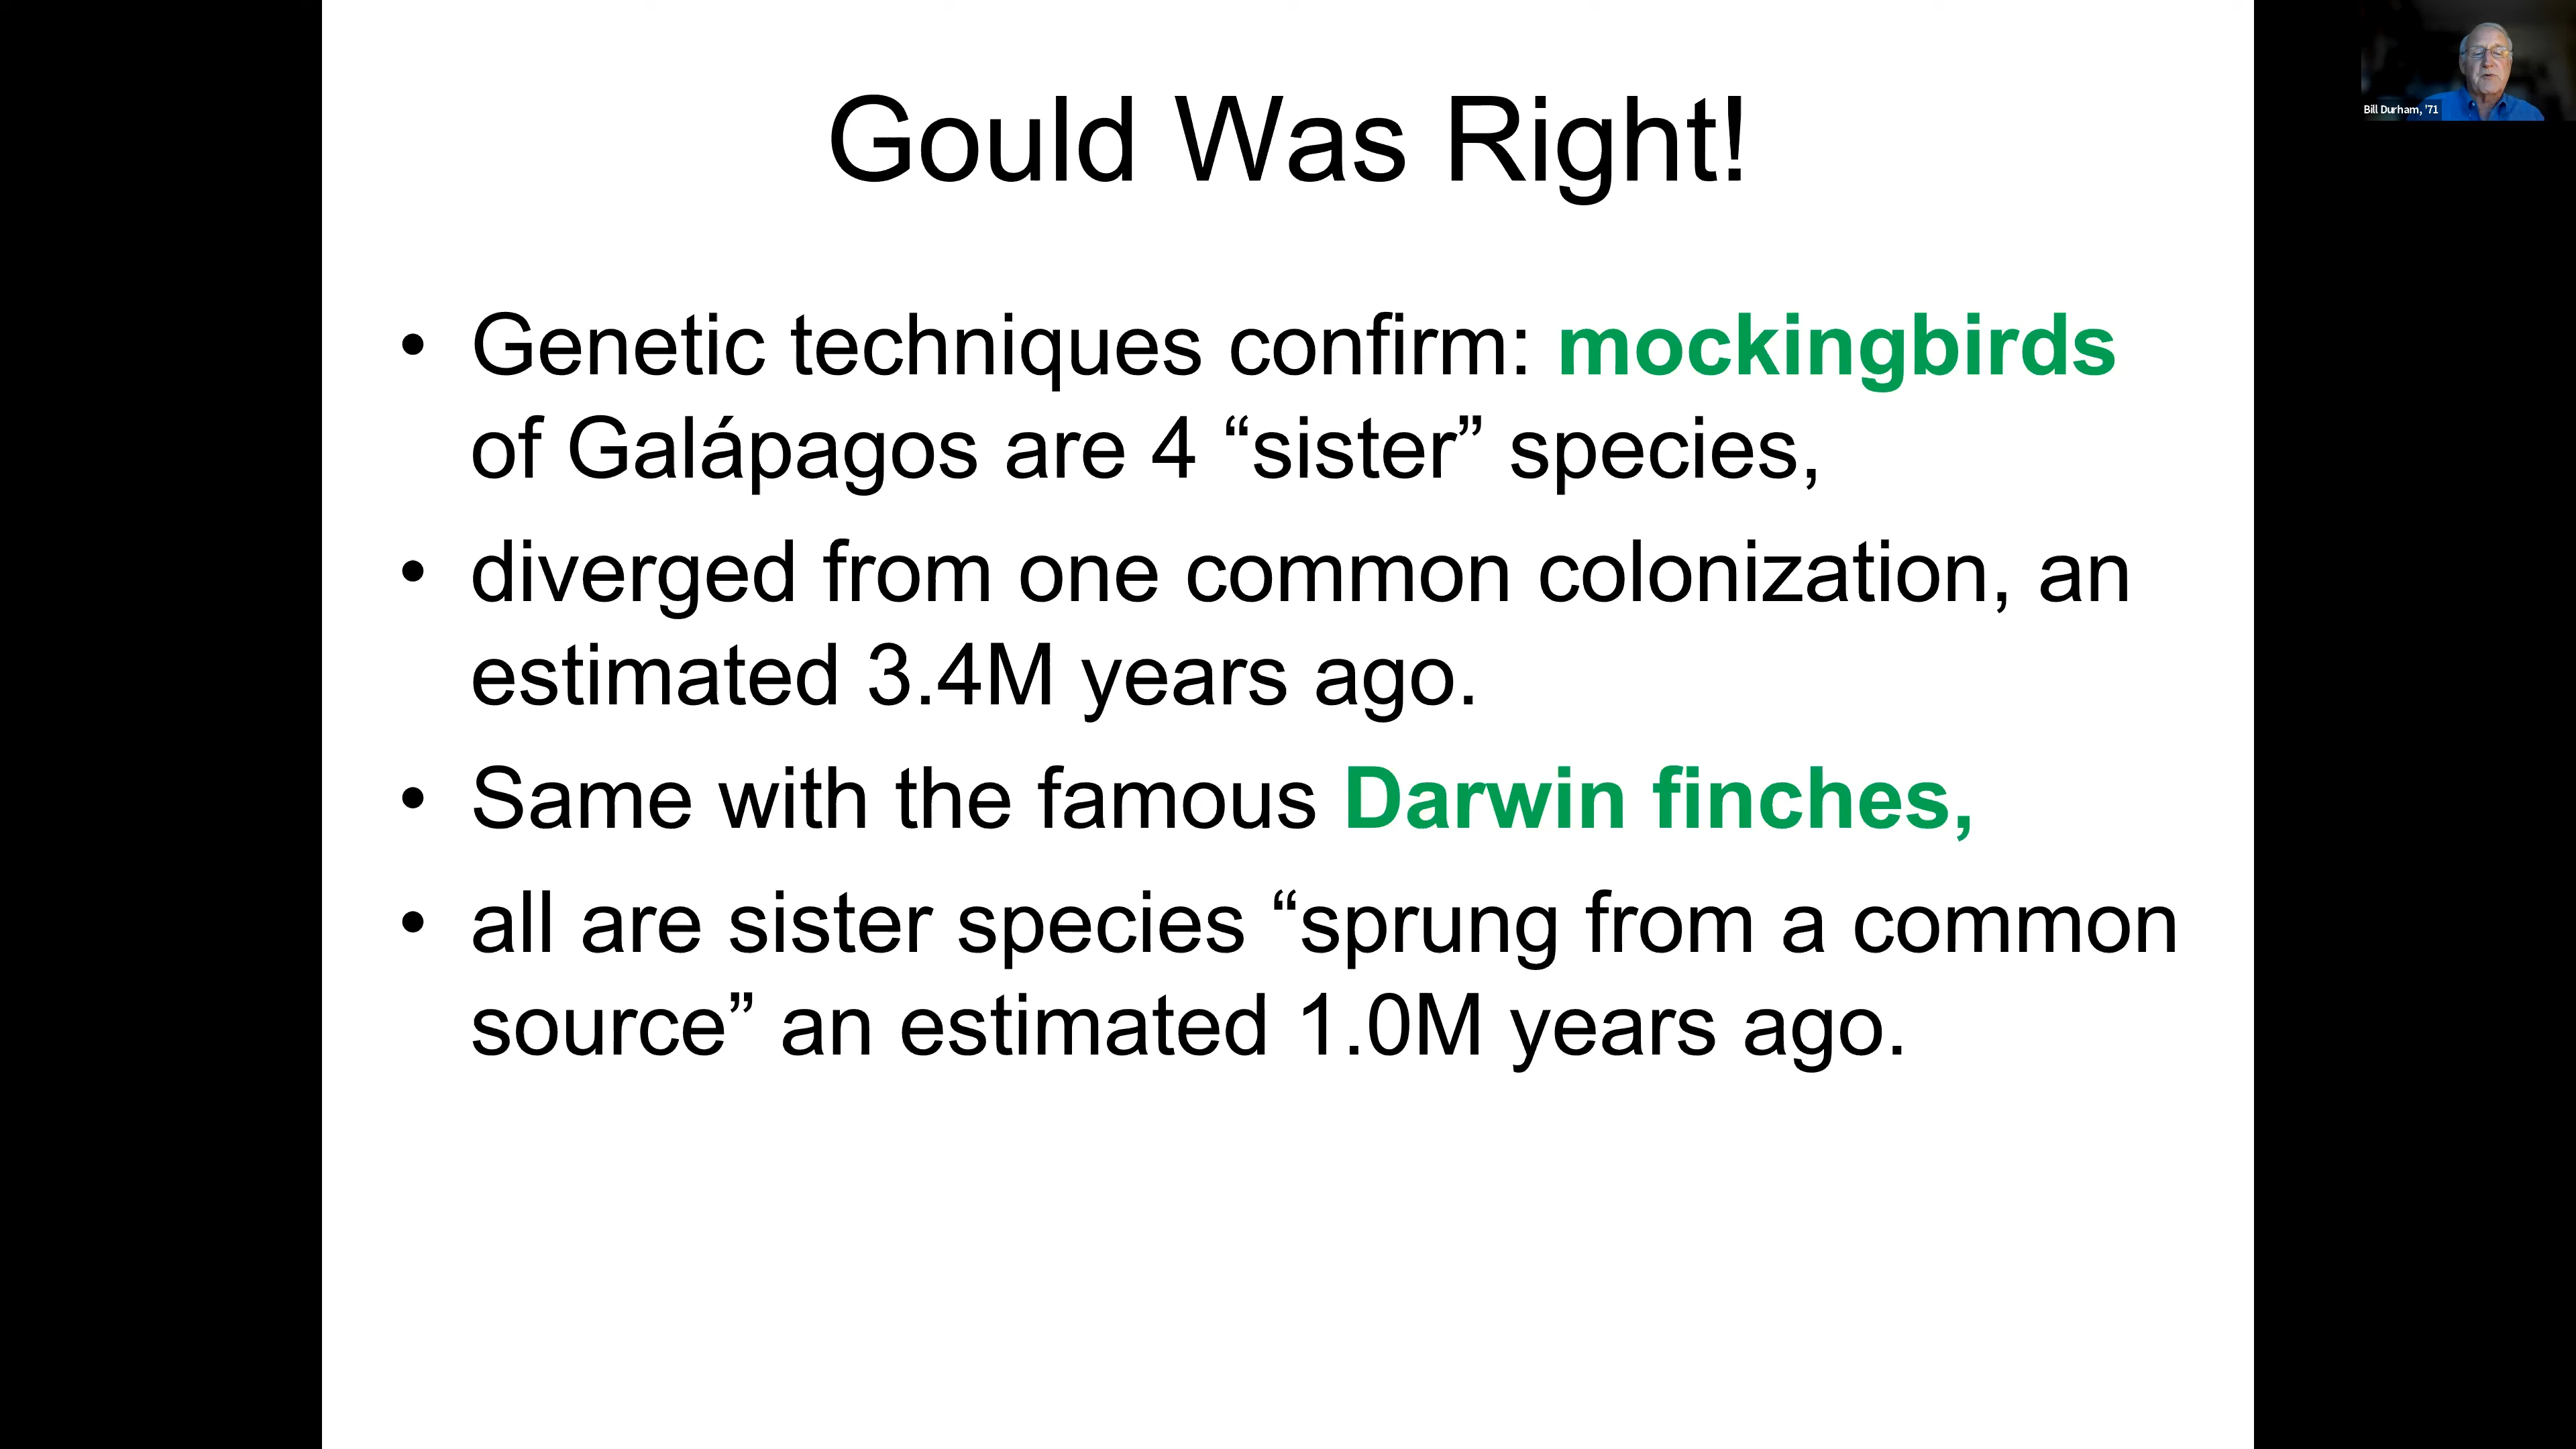 Gould Was Right!
Bill Durham, '71
• Genetic techniques confirm: mockingbirds
of Galápagos are 4 “sister” species,
• diverged from one common colonization, an
estimated 3.4M years ago.
• Same with the famous Darwin finches,
• all are sister species “sprung from a common
source” an estimated 1.0M years ago.